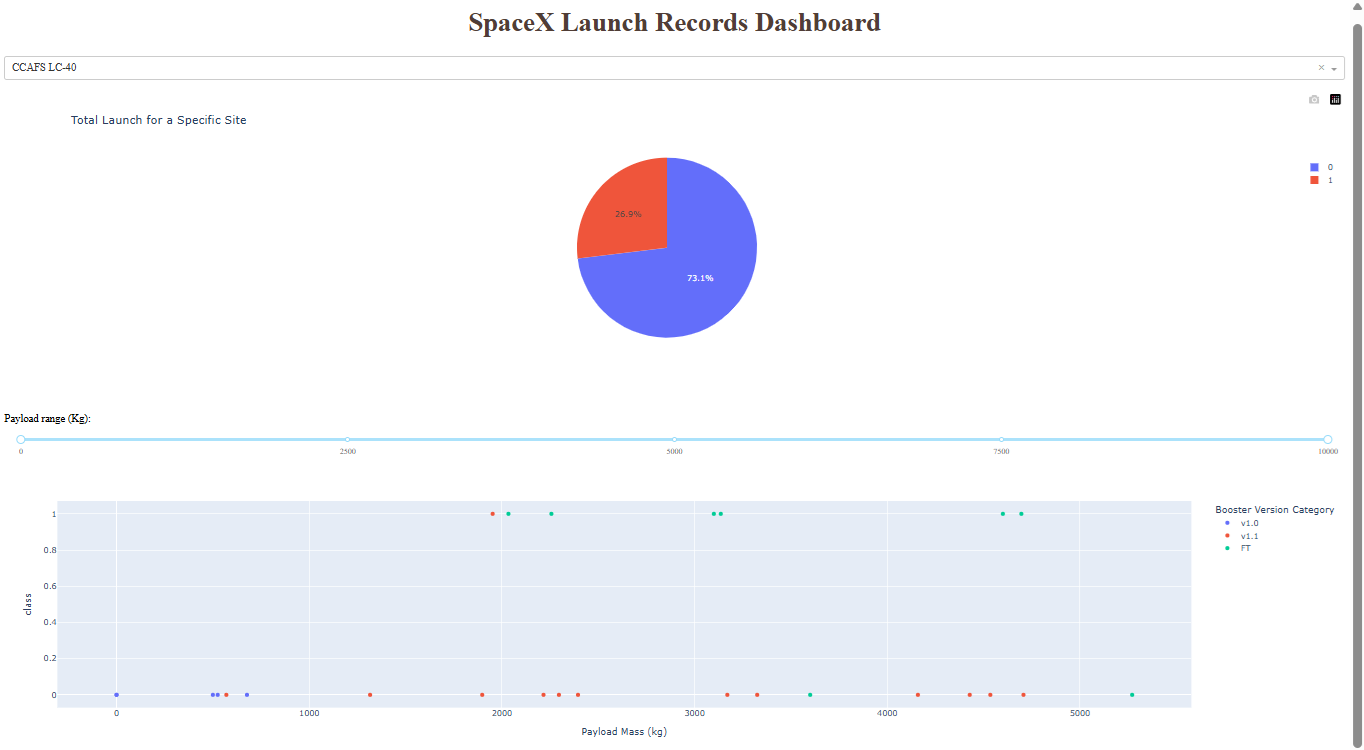 SpaceX Launch Records Dashboard
CCAFS LC-40
Total Launch for a Specific Site
0
1
26.9%
73.1%
Payload range (Kg):
0 2500 5000 7500 10000
Booster Version Category
v1.0
v1.1
FT
1
0.8
0.6
0.4
0.2
0
class
0 1000 2000 3000 4000 5000
Payload Mass (kg)